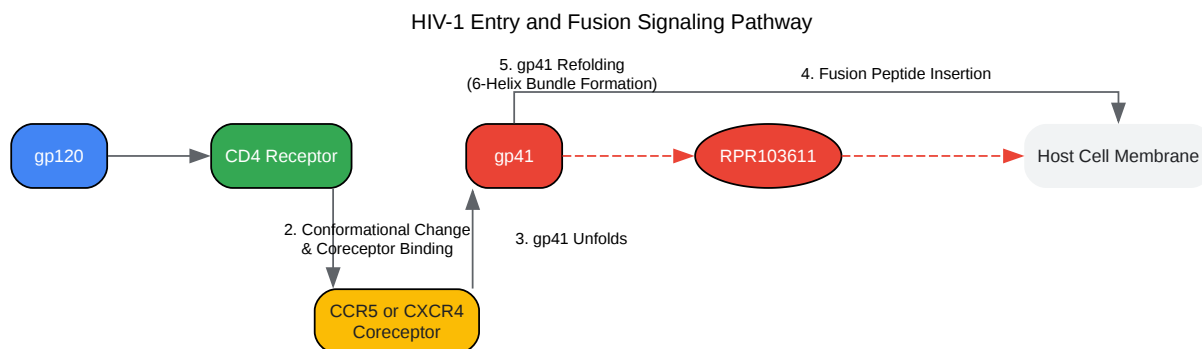 HIV-1 Entry and Fusion Signaling Pathway
5. gp41 Refolding
(6-Helix Bundle Formation)
4. Fusion Peptide Insertion
gp120
CD4 Receptor
gp41
RPR103611
Host Cell Membrane
2. Conformational Change
& Coreceptor Binding
3. gp41 Unfolds
CCR5 or CXCR4
Coreceptor